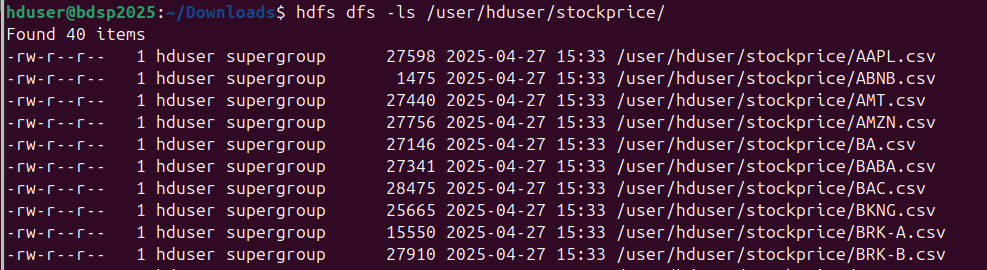 hduser@bdsp2025:~/Downloads$ hdfs dfs -ls /user/hduser/stockprice/
Found 40 items
-rw-r--r--   1 hduser supergroup      27598 2025-04-27 15:33 /user/hduser/stockprice/AAPL.csv
-rw-r--r--   1 hduser supergroup       1475 2025-04-27 15:33 /user/hduser/stockprice/ABNB.csv
-rw-r--r--   1 hduser supergroup      27440 2025-04-27 15:33 /user/hduser/stockprice/AMT.csv
-rw-r--r--   1 hduser supergroup      27756 2025-04-27 15:33 /user/hduser/stockprice/AMZN.csv
-rw-r--r--   1 hduser supergroup      27146 2025-04-27 15:33 /user/hduser/stockprice/BA.csv
-rw-r--r--   1 hduser supergroup      27341 2025-04-27 15:33 /user/hduser/stockprice/BABA.csv
-rw-r--r--   1 hduser supergroup      28475 2025-04-27 15:33 /user/hduser/stockprice/BAC.csv
-rw-r--r--   1 hduser supergroup      25665 2025-04-27 15:33 /user/hduser/stockprice/BKNG.csv
-rw-r--r--   1 hduser supergroup      15550 2025-04-27 15:33 /user/hduser/stockprice/BRK-A.csv
-rw-r--r--   1 hduser supergroup      27910 2025-04-27 15:33 /user/hduser/stockprice/BRK-B.csv